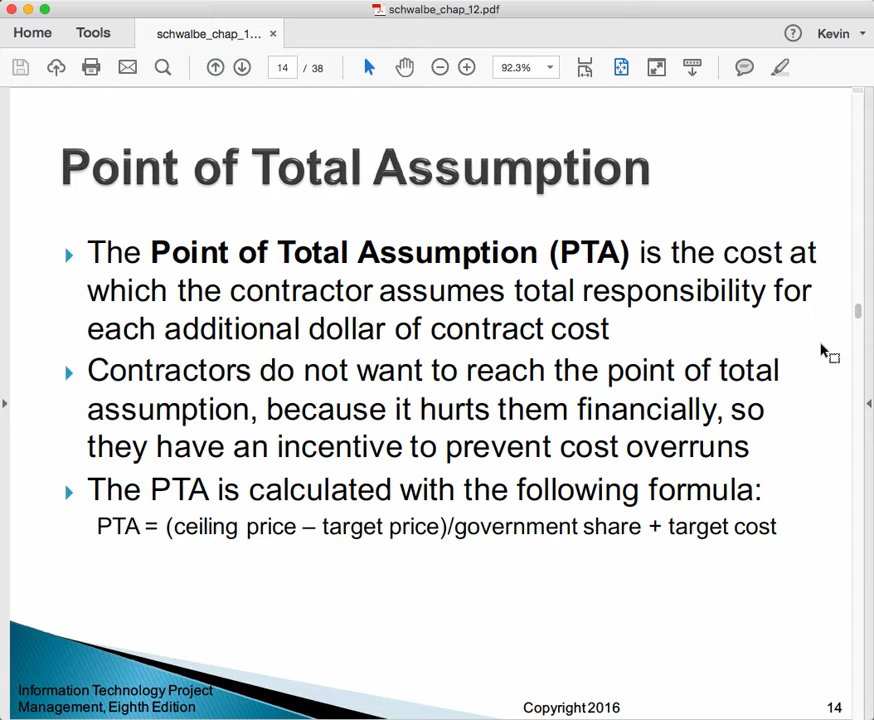 schwalbe_chap_12.pdf
Home Tools schwalbe_chap_1... × ? Kevin
14 / 38 92.3%
Point of Total Assumption
The Point of Total Assumption (PTA) is the cost at
which the contractor assumes total responsibility for
each additional dollar of contract cost
Contractors do not want to reach the point of total
assumption, because it hurts them financially, so
they have an incentive to prevent cost overruns
The PTA is calculated with the following formula:
PTA = (ceiling price – target price)/government share + target cost
Information Technology Project
Management, Eighth Edition Copyright 2016 14